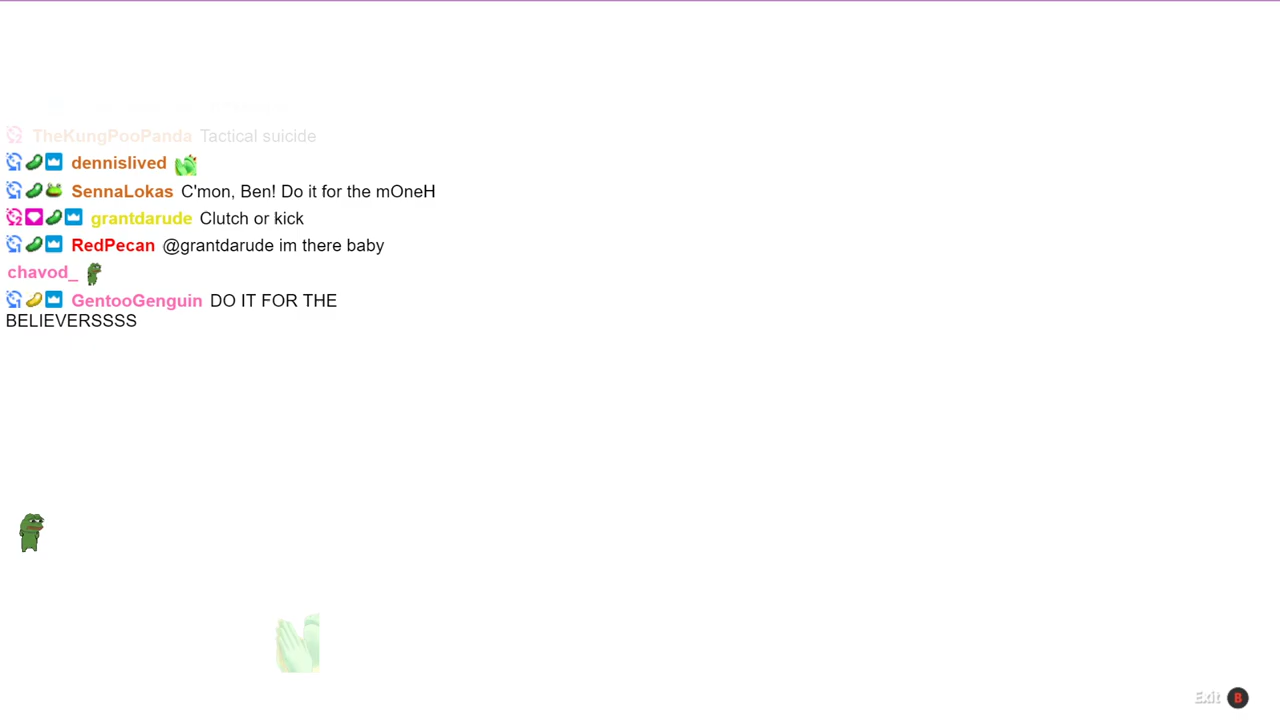 TheKungPooPanda Tactical suicide
dennislived
SennaLokas C'mon, Ben! Do it for the mOneH
grantdarude Clutch or kick
RedPecan @grantdarude im there baby
chavod_
GentooGenguin DO IT FOR THE
BELIEVERSSSS
Exit B